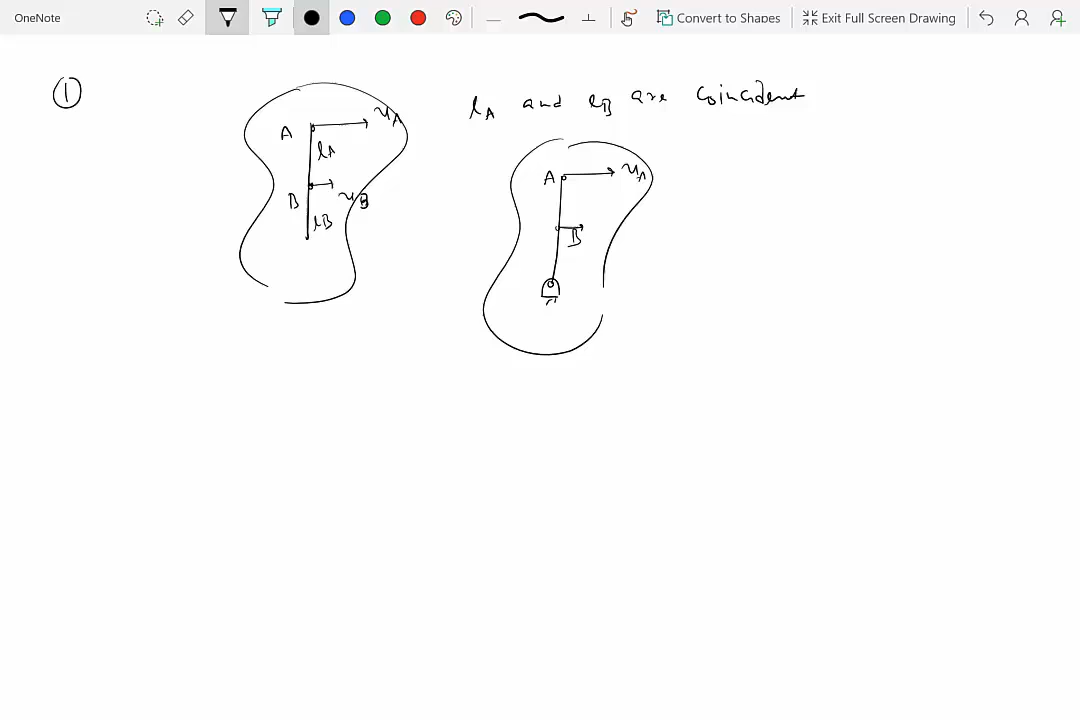 OneNote
Convert to Shapes
Exit Full Screen Drawing
①
lA and lB are coincident
A
vA
lA
B
vB
lB
A
vA
B